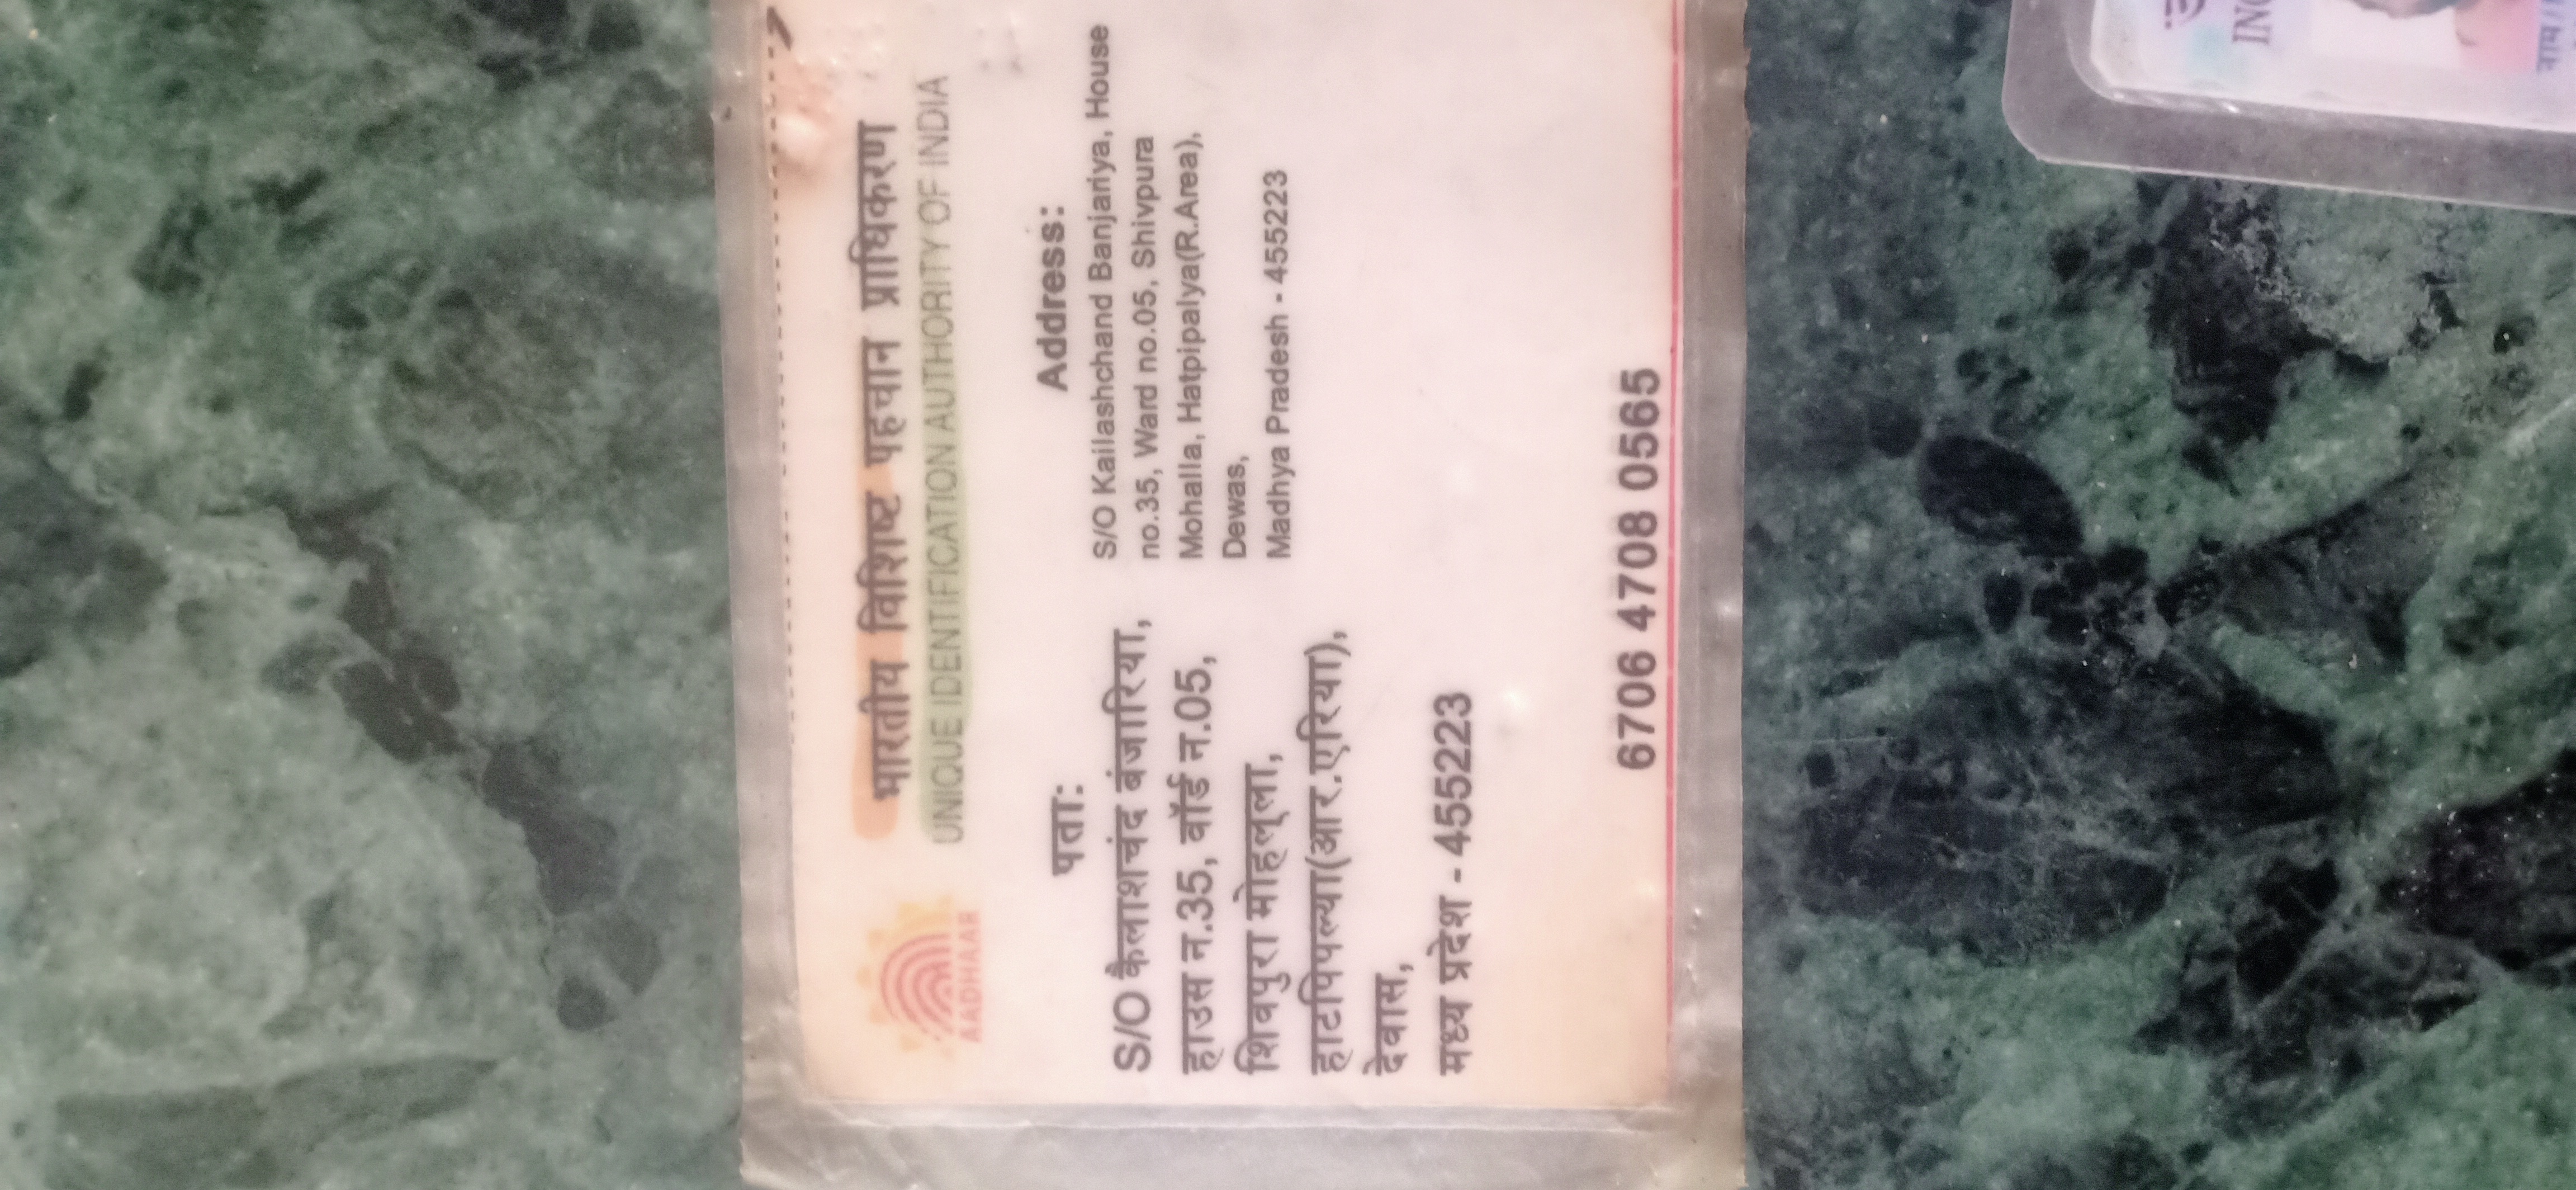 भारतीय विशिष्ट पहचान प्राधिकरण
UNIQUE IDENTIFICATION AUTHORITY OF INDIA
AADHAAR
पता:
S/O कैलाशचंद बंजारिया,
हाउस न.35, वॉर्ड न.05,
शिवपुरा मोहल्ला,
हाटपिपल्या(आर.एरिया),
देवास,
मध्य प्रदेश - 455223
Address:
S/O Kailashchand Banjariya, House
no.35, Ward no.05, Shivpura
Mohalla, Hatpipalya(R.Area),
Dewas,
Madhya Pradesh - 455223
6706 4708 0565